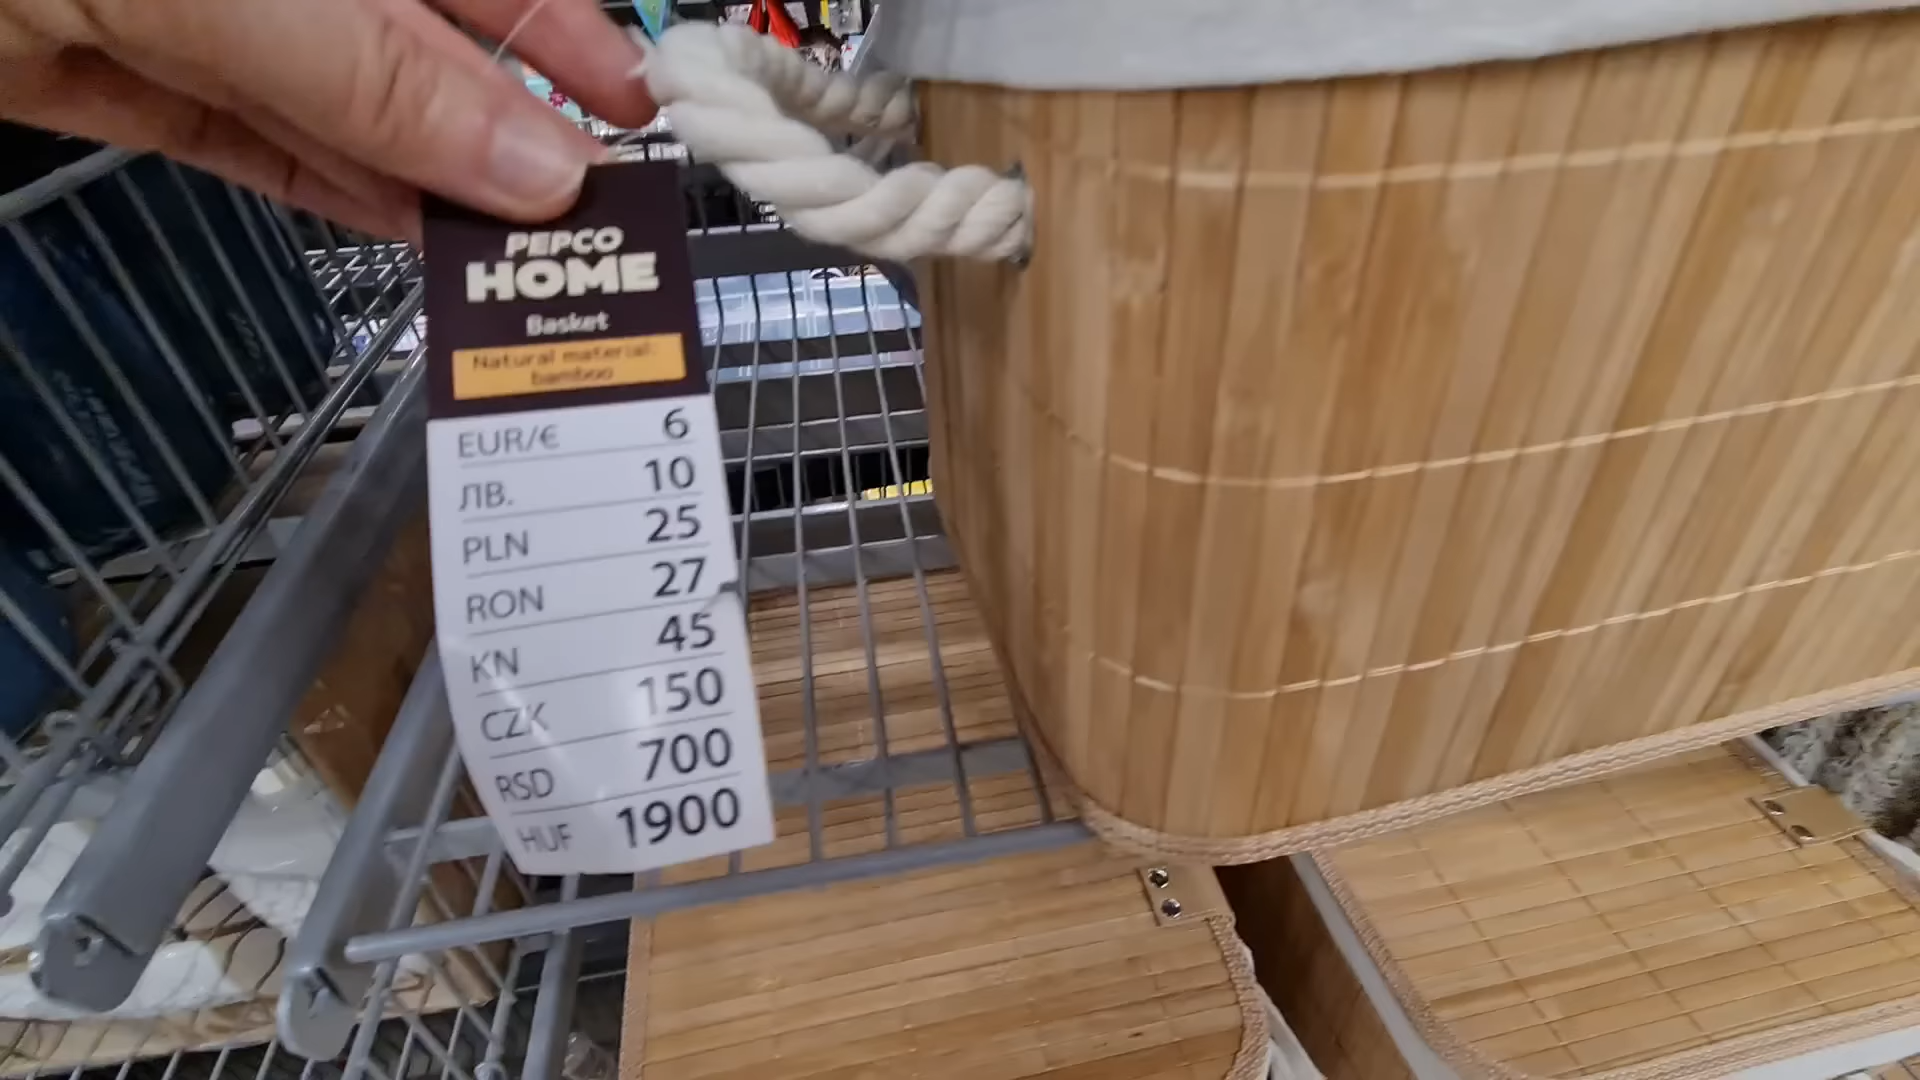 PEPCO
HOME
Basket
Natural material:
bamboo
EUR/€ 6
ЛВ. 10
PLN 25
RON 27
KN 45
CZK 150
RSD 700
HUF 1900